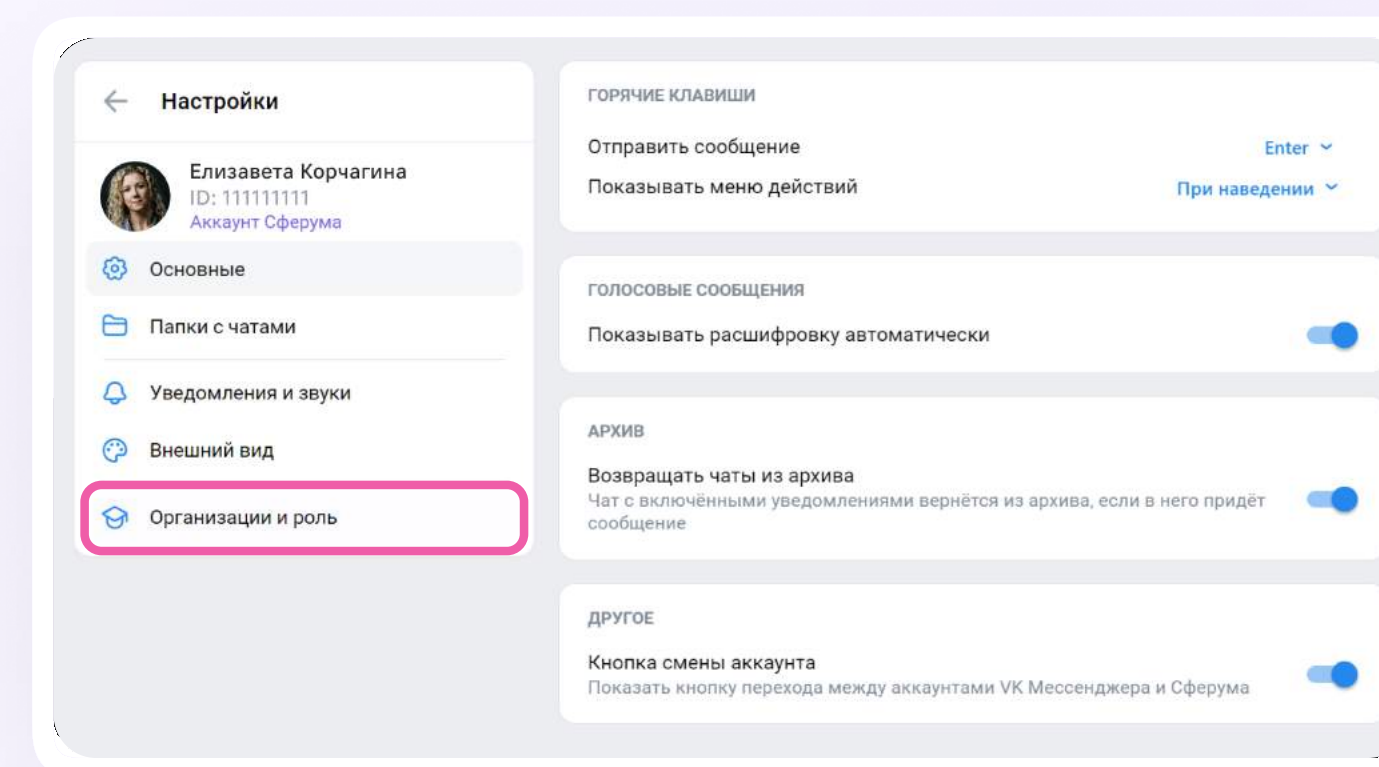 Настройки
Елизавета Корчагина
ID: 111111111
Аккаунт Сферума
Основные
Папки с чатами
Уведомления и звуки
Внешний вид
Организации и роль
ГОРЯЧИЕ КЛАВИШИ
Отправить сообщение Enter
Показывать меню действий При наведении
ГОЛОСОВЫЕ СООБЩЕНИЯ
Показывать расшифровку автоматически
АРХИВ
Возвращать чаты из архива
Чат с включёнными уведомлениями вернётся из архива, если в него придёт
сообщение
ДРУГОЕ
Кнопка смены аккаунта
Показать кнопку перехода между аккаунтами VK Мессенджера и Сферума